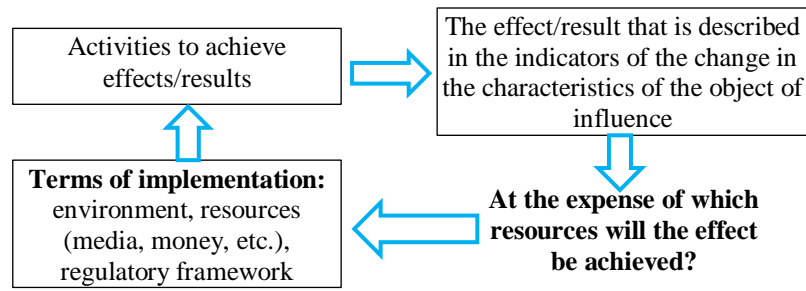 Activities to achieve
effects/results
The effect/result that is described
in the indicators of the change in
the characteristics of the object of
influence
Terms of implementation:
environment, resources
(media, money, etc.),
regulatory framework
At the expense of which
resources will the effect
be achieved?